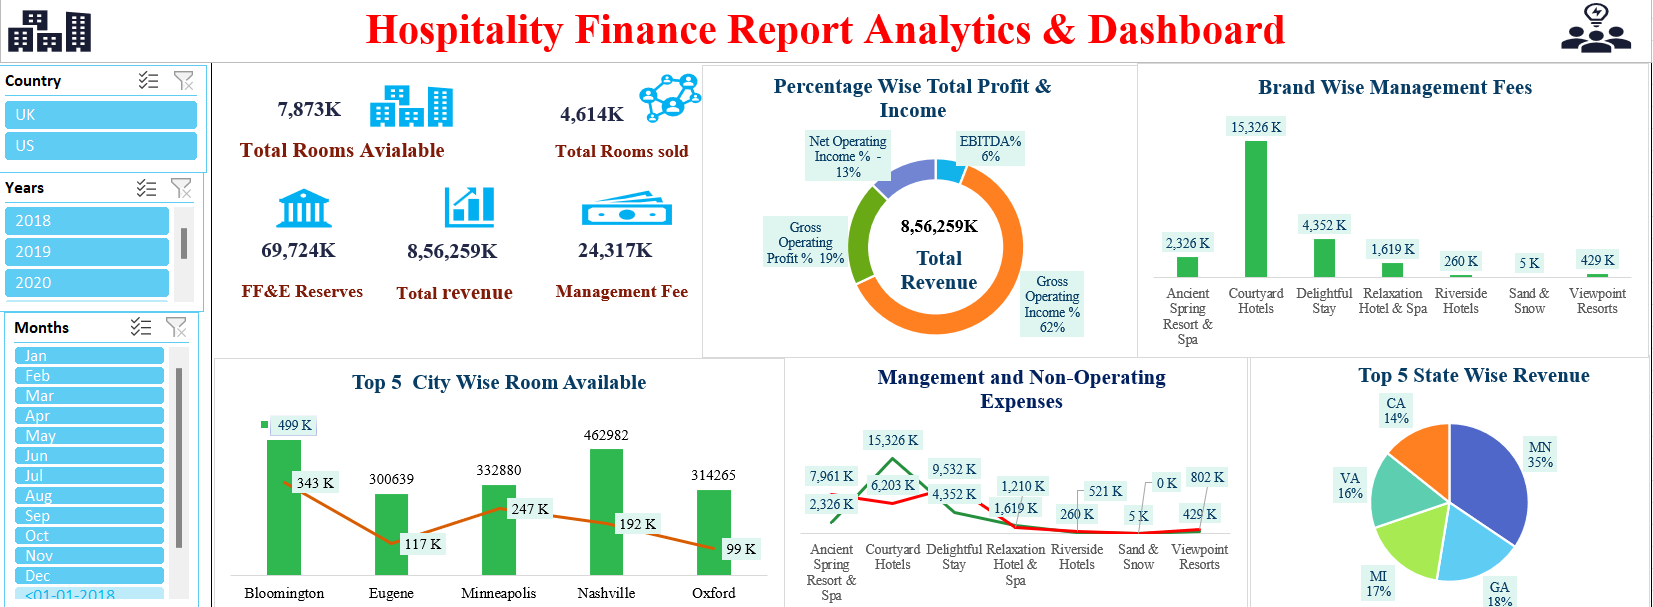 Hospitality Finance Report Analytics & Dashboard
Country
UK
US
Years
2018
2019
2020
Months
Jan
Feb
Mar
Apr
May
Jun
Jul
Aug
Sep
Oct
Nov
Dec
<01-01-2018
7,873K
Total Rooms Avialable
4,614K
Total Rooms sold
69,724K
FF&E Reserves
8,56,259K
Total revenue
24,317K
Management Fee
Percentage Wise Total Profit &
Income
Net Operating
Income % -
13%
EBITDA%
6%
Gross
Operating
Profit % 19%
8,56,259K
Total
Revenue
Gross
Operating
Income %
62%
Brand Wise Management Fees
2,326 K
15,326 K
4,352 K
1,619 K
260 K
5 K
429 K
Ancient
Spring
Resort &
Spa
Courtyard
Hotels
Delightful
Stay
Relaxation
Hotel & Spa
Riverside
Hotels
Sand &
Snow
Viewpoint
Resorts
Top 5 City Wise Room Available
499 K
300639
332880
462982
314265
343 K
117 K
247 K
192 K
99 K
Bloomington
Eugene
Minneapolis
Nashville
Oxford
Mangement and Non-Operating
Expenses
7,961 K
2,326 K
15,326 K
6,203 K
9,532 K
4,352 K
1,210 K
1,619 K
521 K
260 K
0 K
5 K
802 K
429 K
Ancient
Spring
Resort &
Spa
Courtyard
Hotels
Delightful
Stay
Relaxation
Hotel &
Spa
Riverside
Hotels
Sand &
Snow
Viewpoint
Resorts
Top 5 State Wise Revenue
CA
14%
MN
35%
VA
16%
MI
17%
GA
18%